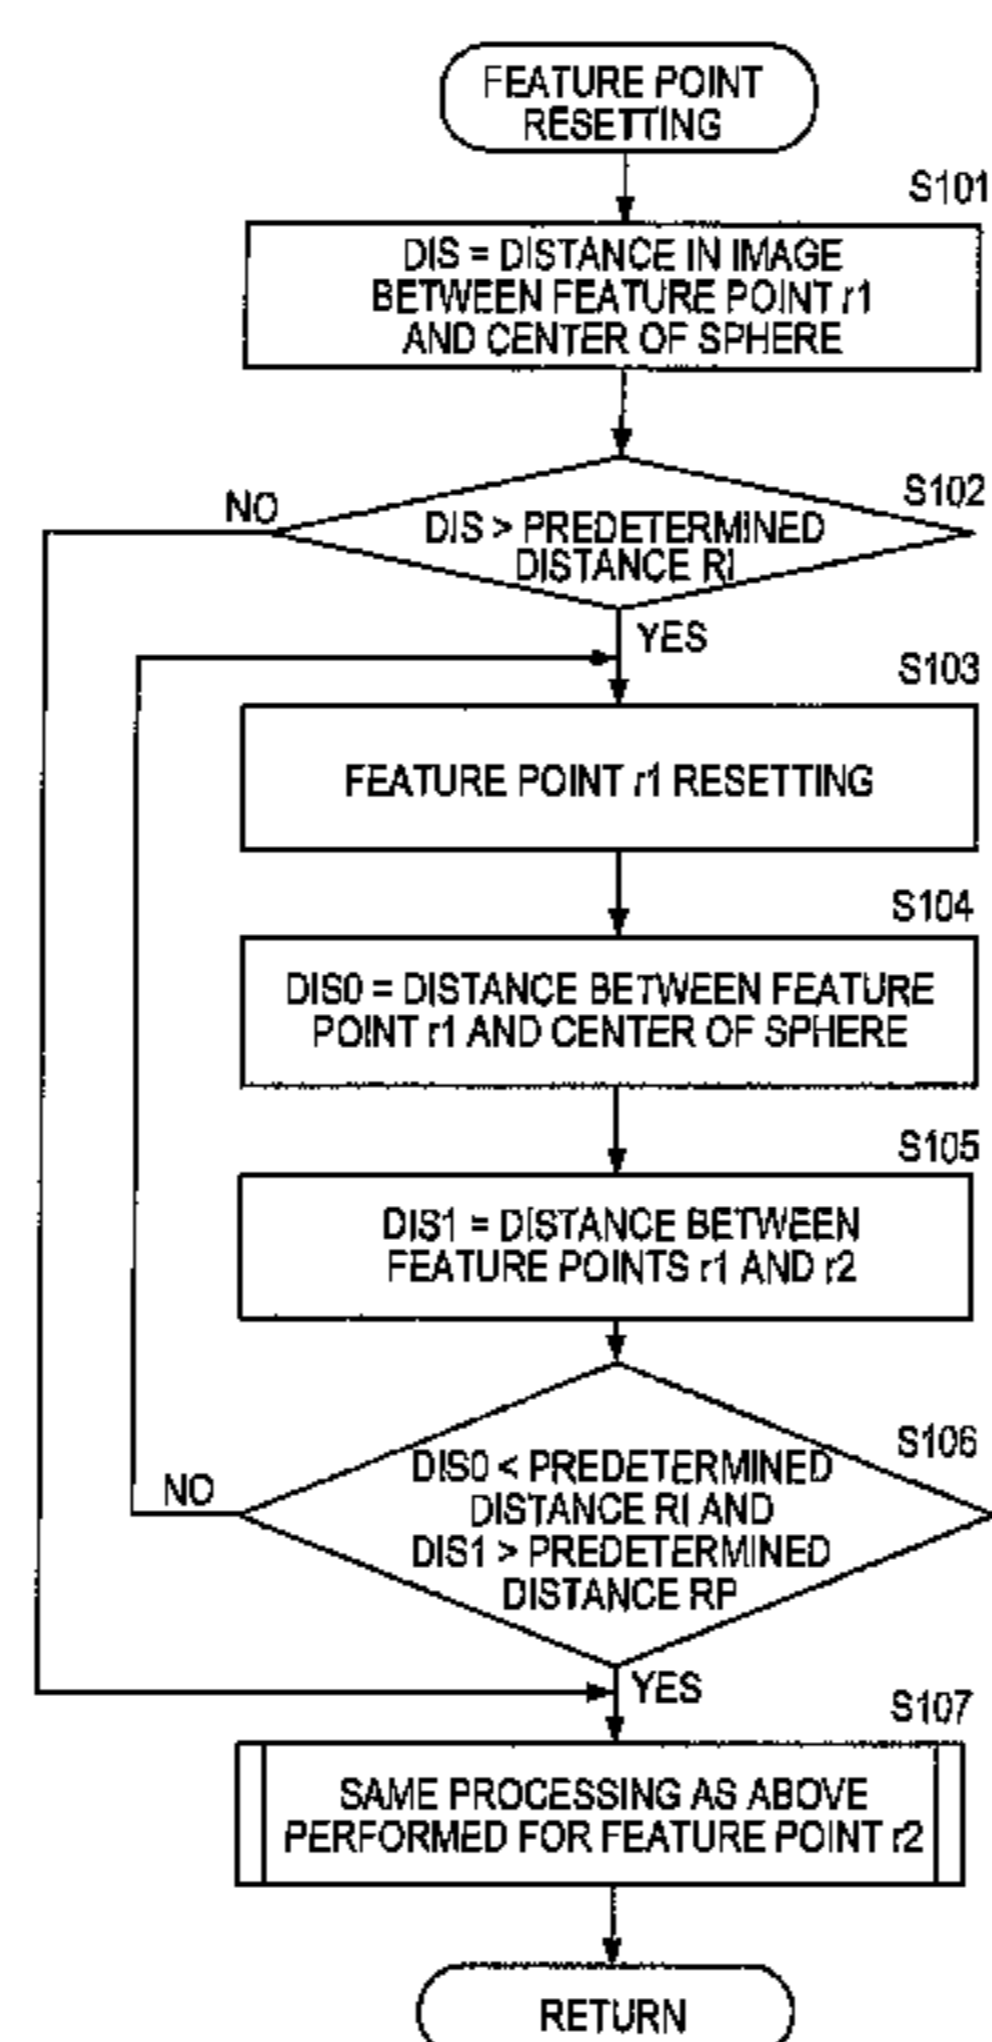 FEATURE POINT
RESETTING
S101
DIS = DISTANCE IN IMAGE
BETWEEN FEATURE POINT r1
AND CENTER OF SPHERE
S102
NO
DIS > PREDETERMINED
DISTANCE RI
YES
S103
FEATURE POINT r1 RESETTING
S104
DIS0 = DISTANCE BETWEEN FEATURE
POINT r1 AND CENTER OF SPHERE
S105
DIS1 = DISTANCE BETWEEN
FEATURE POINTS r1 AND r2
S106
NO
DIS0 < PREDETERMINED
DISTANCE RI AND
DIS1 > PREDETERMINED
DISTANCE RP
YES
S107
SAME PROCESSING AS ABOVE
PERFORMED FOR FEATURE POINT r2
RETURN